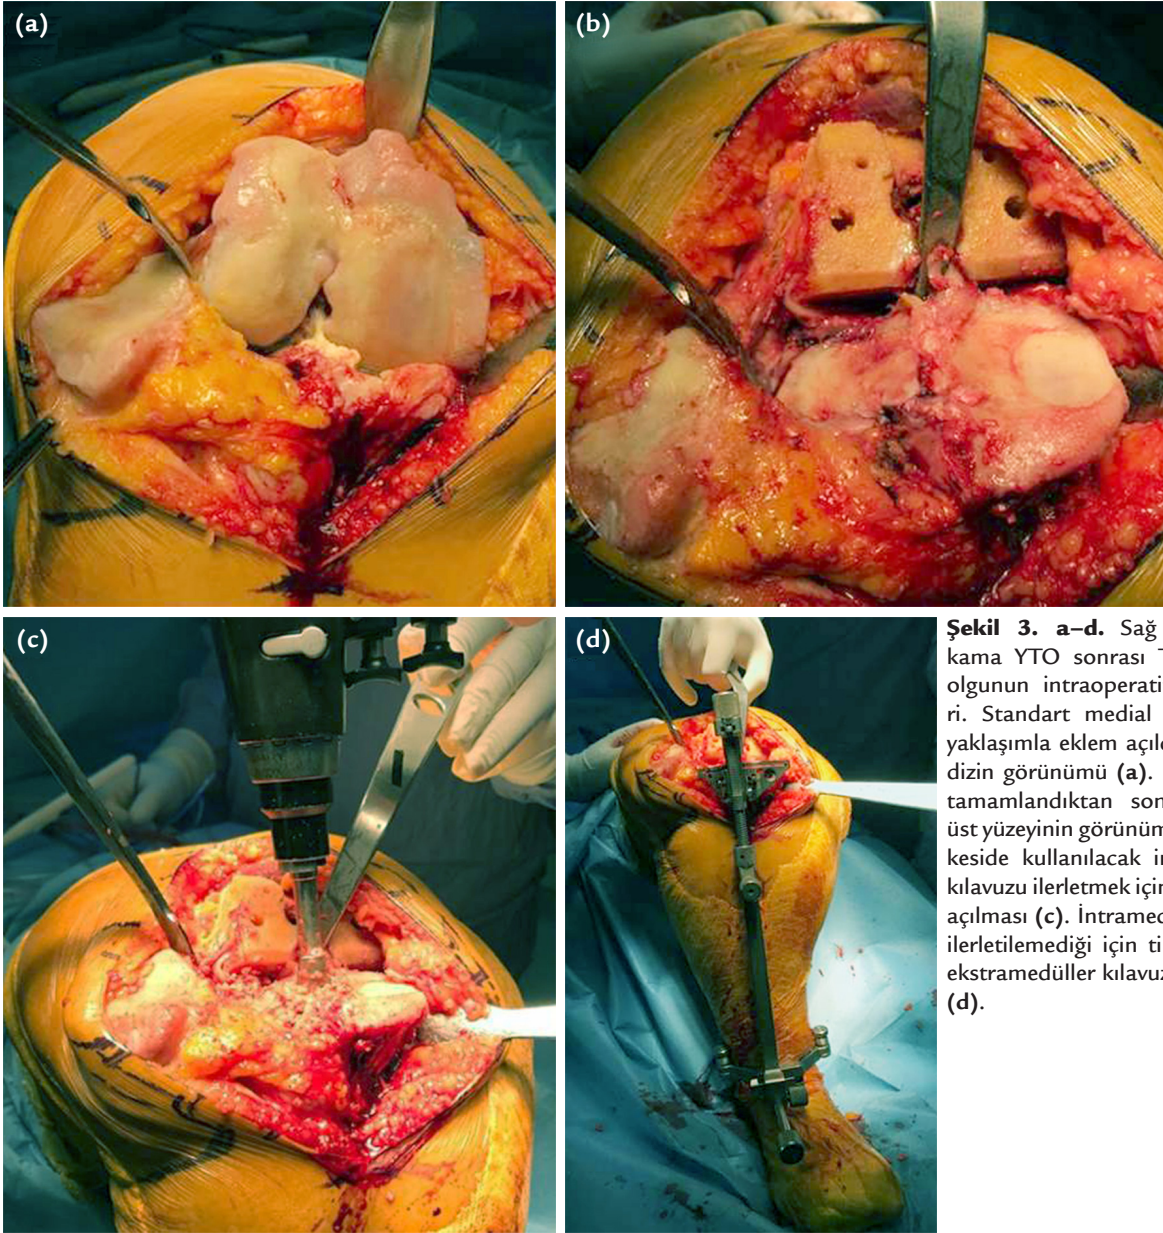 (a)
(b)
(c)
(d)
Şekil 3. a–d. Sağ
kama YTO sonrası
olgunun intraoperati
ri. Standart medial
yaklaşımla eklem açıl
dizin görünümü (a).
tamamlandıktan son
üst yüzeyinin görünüm
keside kullanılacak
kılavuzu ilerletmek için
açılması (c). İntramed
ilerletilemediği için ti
ekstramedüller kılavuz
(d).